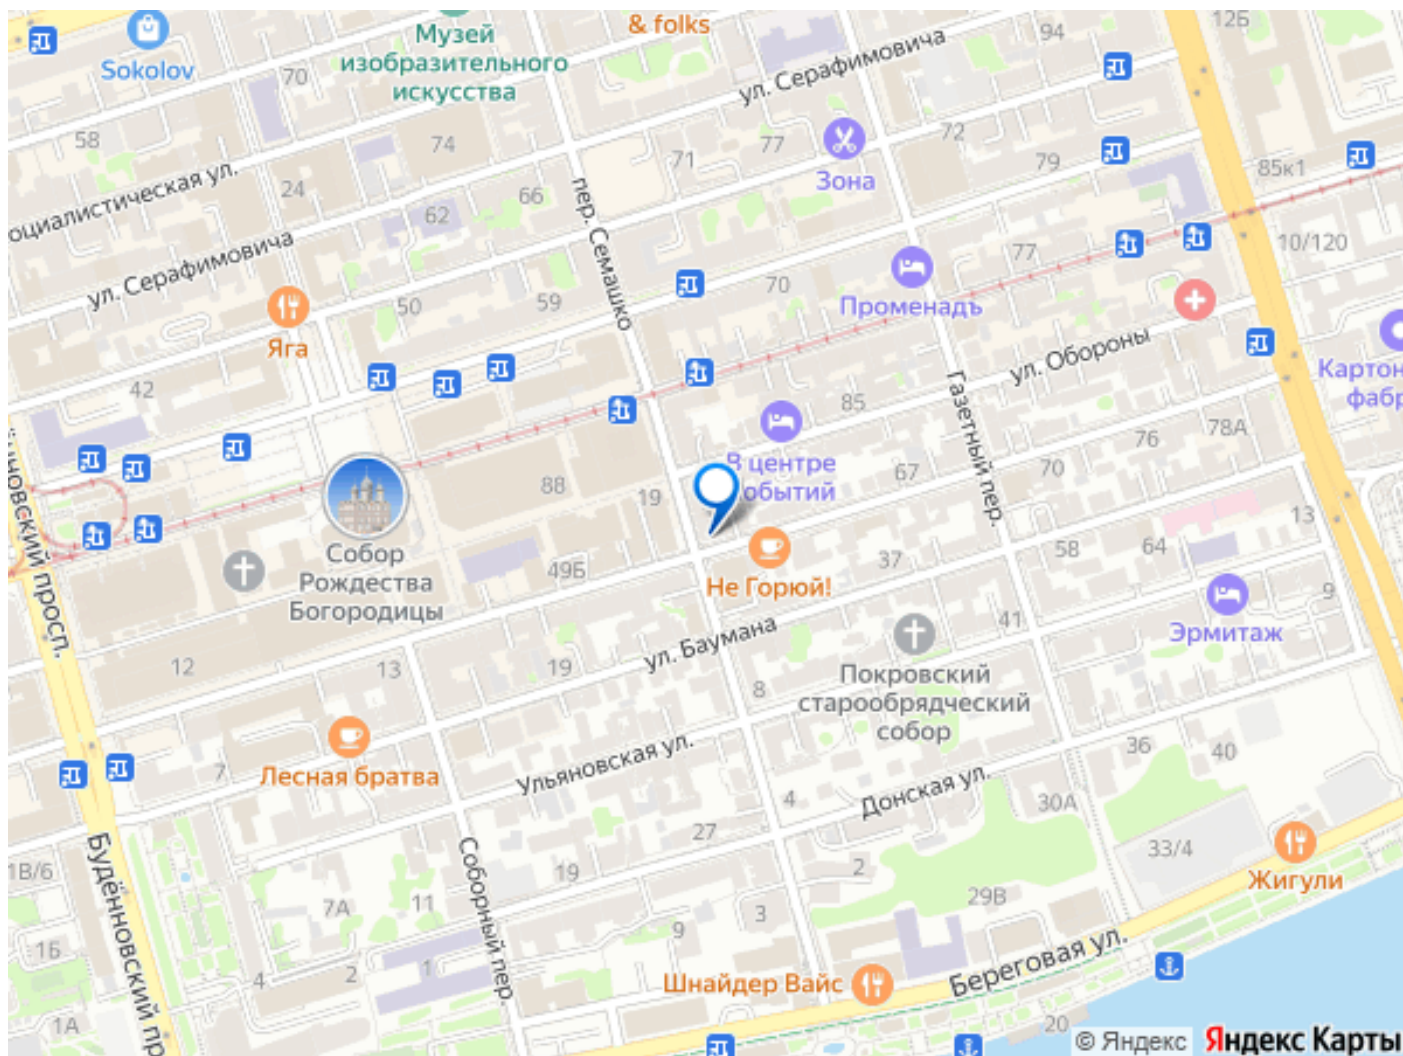 & folks
12Б
Музей
изобразительного
искусства
94
Sokolov
70
ул. Серафимовича
58
74
77
72
71
Зона
79
85к1
социалистическая ул.
24
66
62
пер. Семашко
ул. Серафимовича
77
10/120
50
59
70
Променадъ
Яга
ул. Обороны
42
Картон
фабр
85
Газетный пер.
76
78А
В центре
обытий
67
70
88
19
13
Собор
Рождества
Богородицы
49Б
Не Горюй!
37
58
64
9
ул. Баумана
41
Эрмитаж
12
13
19
8
Покровский
старообрядческий
собор
Лесная братва
7
Ульяновская ул.
36
40
Донская ул.
4
30А
27
33/4
1В/6
Соборный пер.
19
2
Жигули
Будённовский пр
7А
11
29В
3
9
1Б
1
2
4
Береговая ул.
Шнайдер Вайс
1А
20
© Яндекс
Яндекс Карты